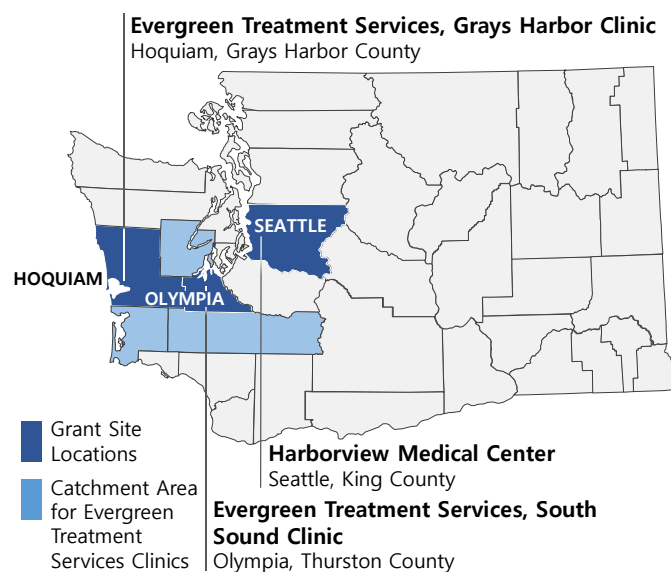 Evergreen Treatment Services, Grays Harbor Clinic
Hoquiam, Grays Harbor County
SEATTLE
HOQUIAM
OLYMPIA
Grant Site
Locations
Catchment Area
for Evergreen
Treatment
Services Clinics
Harborview Medical Center
Seattle, King County
Evergreen Treatment Services, South
Sound Clinic
Olympia, Thurston County